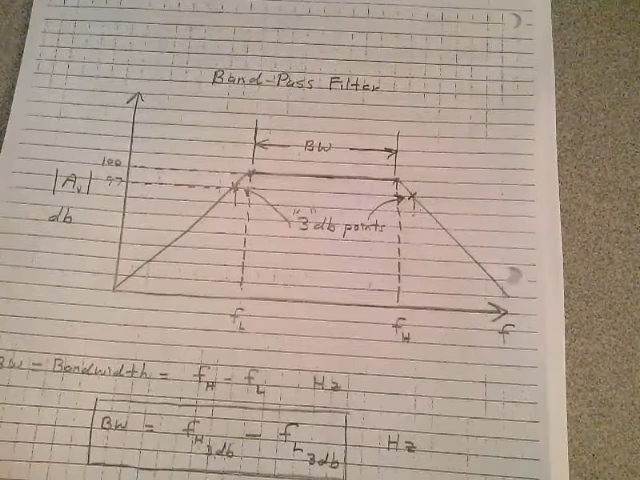 Band-Pass Filter
BW
100
|Av| 97
db
"3" db points
fL fH f
BW - Bandwidth = fH - fL Hz
BW = fH3db - fL3db Hz